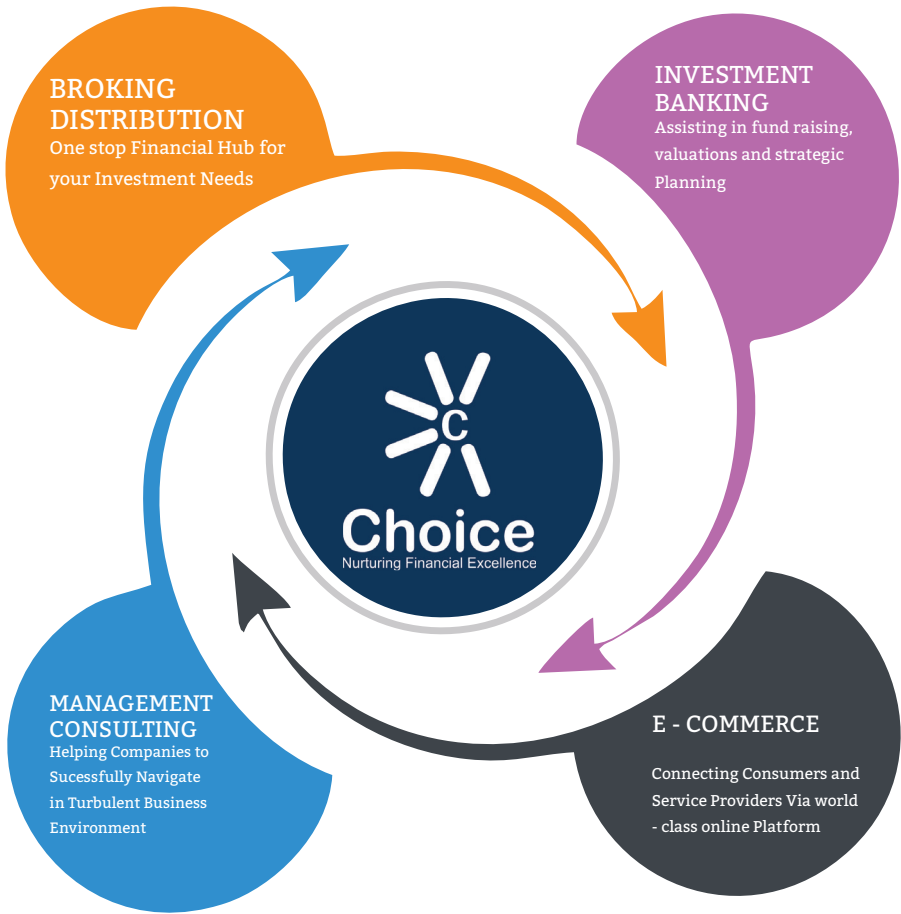 BROKING
DISTRIBUTION
One stop Financial Hub for
your Investment Needs
INVESTMENT
BANKING
Assisting in fund raising,
valuations and strategic
Planning
C
Choice
Nurturing Financial Excellence
MANAGEMENT
CONSULTING
Helping Companies to
Sucessfully Navigate
in Turbulent Business
Environment
E - COMMERCE
Connecting Consumers and
Service Providers Via world
- class online Platform